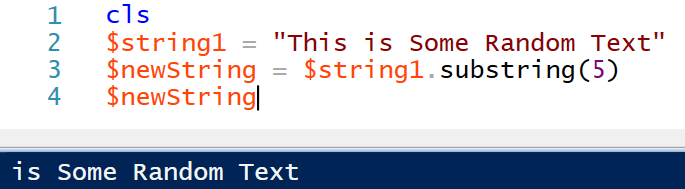 1 cls
2 $string1 = "This is Some Random Text"
3 $newString = $string1.substring(5)
4 $newString
is Some Random Text